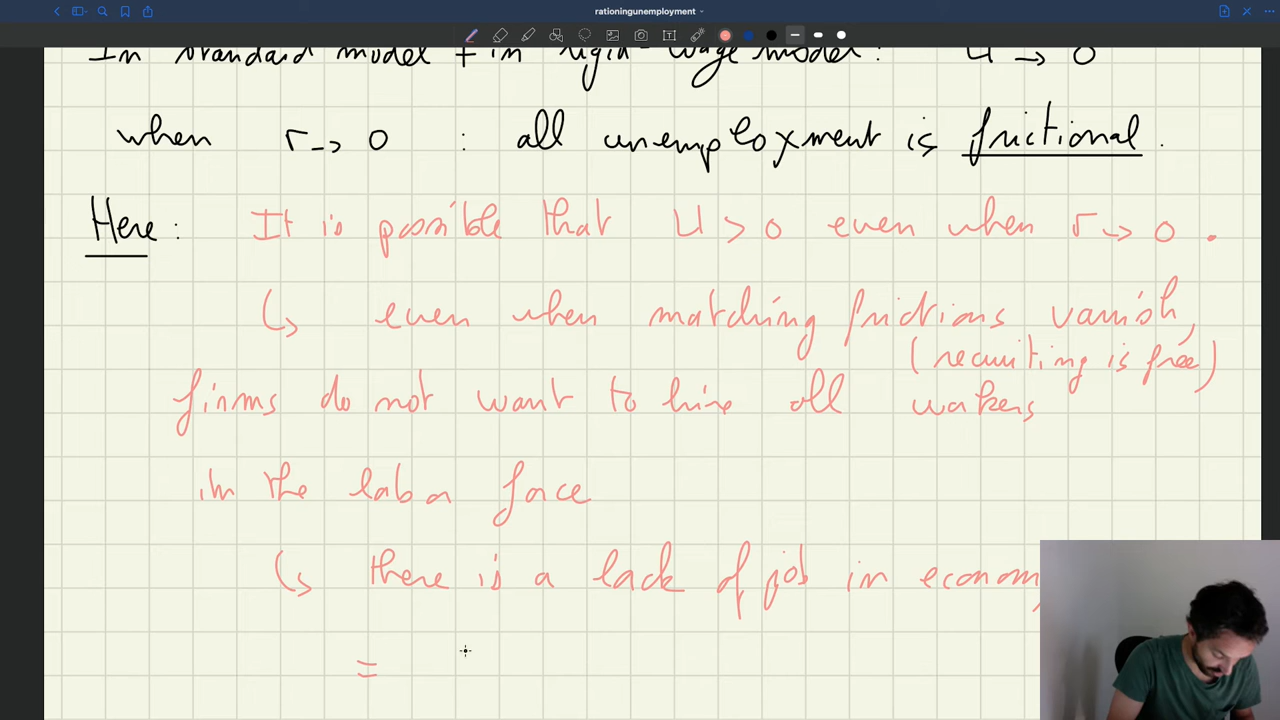 rationingunemployment
In standard model + in rigid-wage model: u → 0
when r → 0 : all unemployment is frictional.
Here: It is possible that u > 0 even when r → 0.
↳ even when matching frictions vanish,
(recruiting is free)
firms do not want to hire all workers
in the labor force
↳ there is a lack of job in economy
=